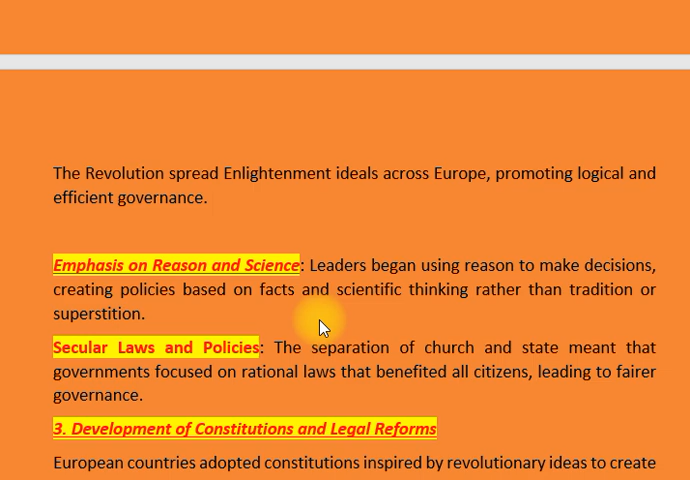 The Revolution spread Enlightenment ideals across Europe, promoting logical and
efficient governance.
Emphasis on Reason and Science: Leaders began using reason to make decisions,
creating policies based on facts and scientific thinking rather than tradition or
superstition.
Secular Laws and Policies: The separation of church and state meant that
governments focused on rational laws that benefited all citizens, leading to fairer
governance.
3. Development of Constitutions and Legal Reforms
European countries adopted constitutions inspired by revolutionary ideas to create